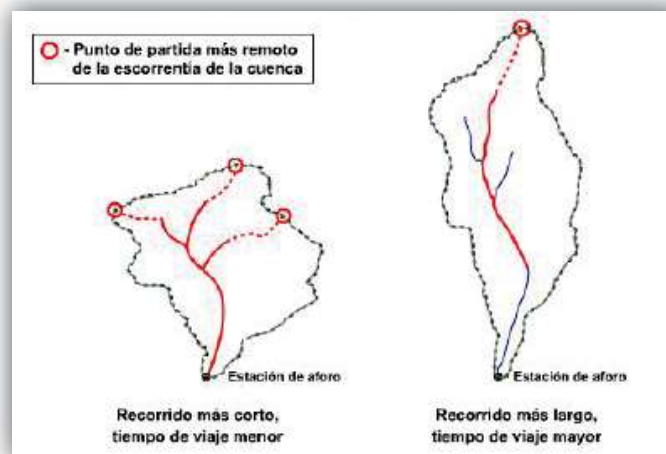 - Punto de partida más remoto
de la escorrentia de la cuenca
Estación de aforo
Estación de aforo
Recorrido más corto,
tiempo de viaje menor
Recorrido más largo,
tiempo de viaje mayor